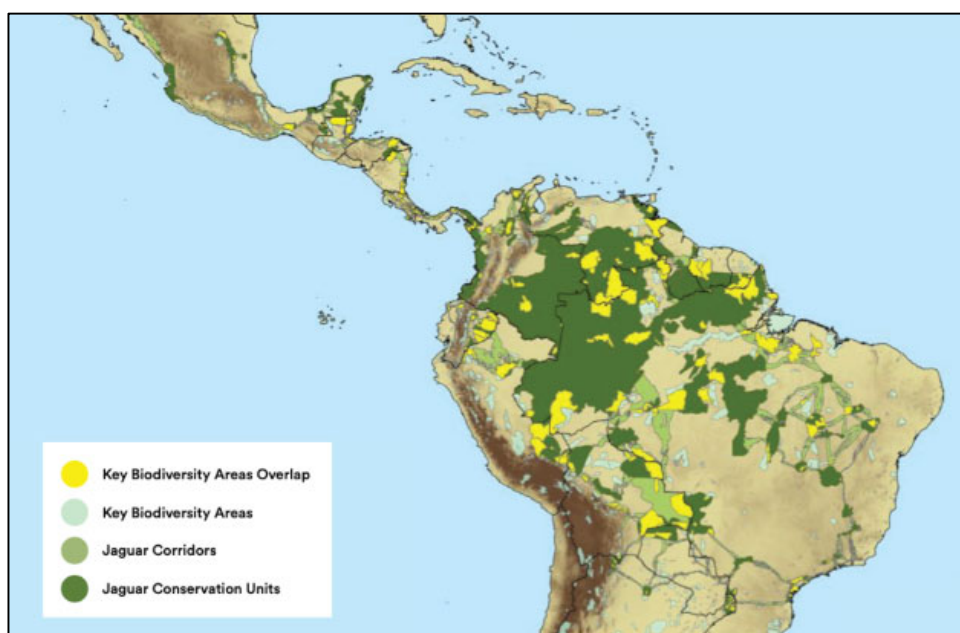 Key Biodiversity Areas Overlap
Key Biodiversity Areas
Jaguar Corridors
Jaguar Conservation Units